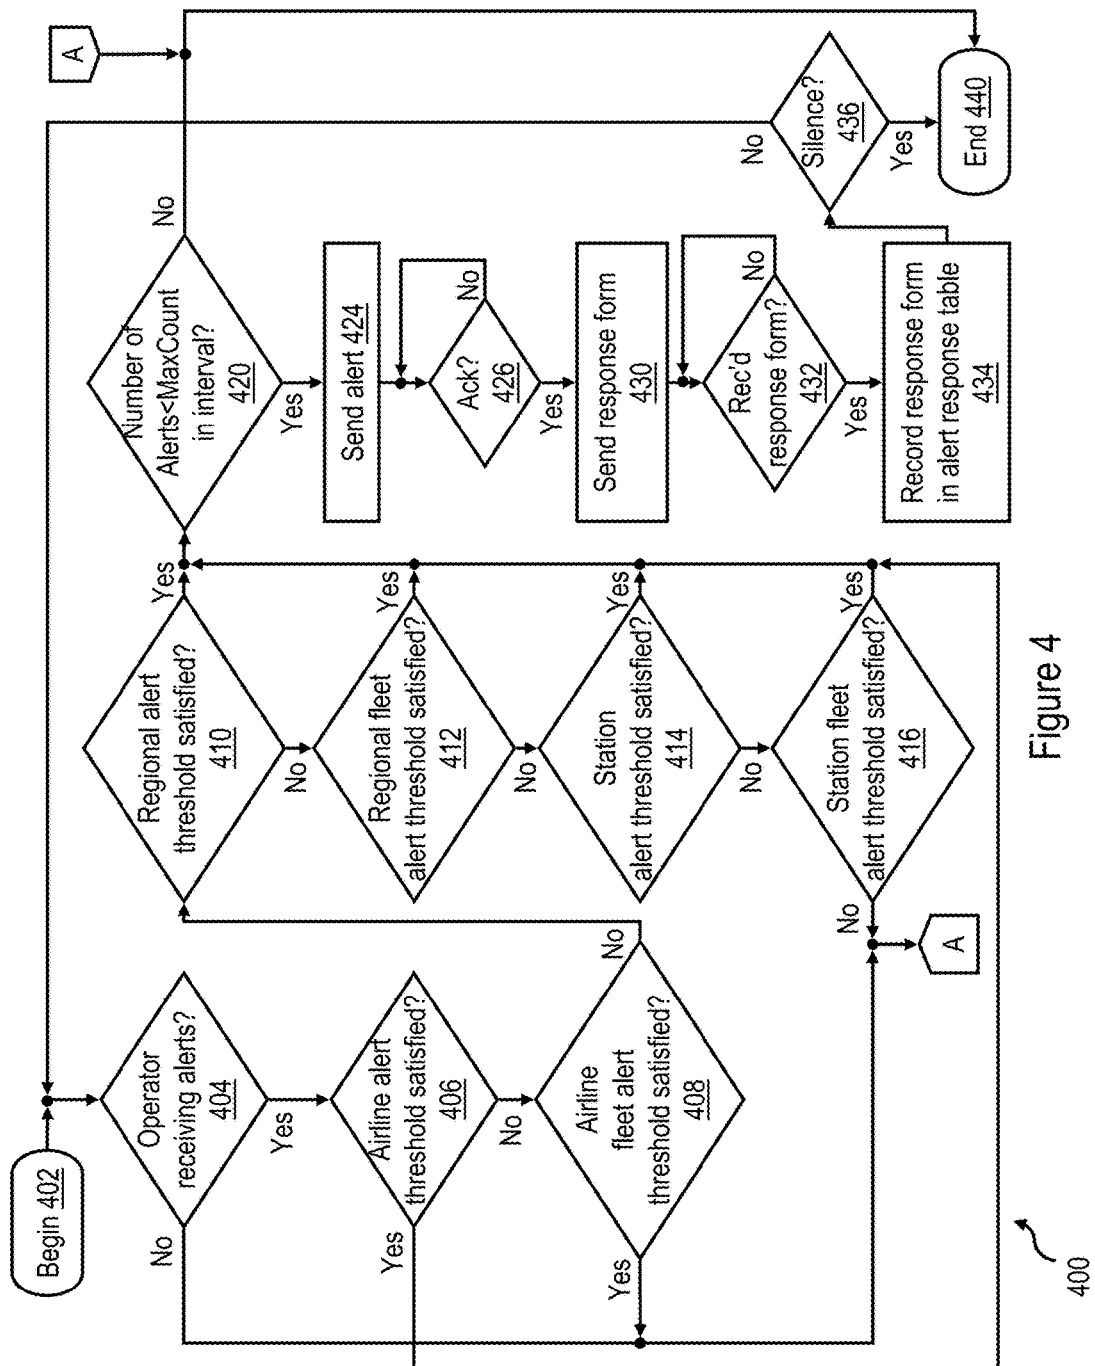 Begin 402
Operator
receiving alerts?
404
No
Yes
Airline alert
threshold satisfied?
406
Yes
No
Airline
fleet alert
threshold satisfied?
408
Yes
No
Regional alert
threshold satisfied?
410
Yes
No
Regional fleet
alert threshold satisfied?
412
Yes
No
Station
alert threshold satisfied?
414
Yes
No
Station fleet
alert threshold satisfied?
416
Yes
No
A
A
Number of
Alerts<MaxCount
in interval?
420
No
Yes
Send alert 424
Ack?
426
No
Yes
Send response form
430
Rec'd
response form?
432
No
Yes
Record response form
in alert response table
434
Silence?
436
No
Yes
End 440
400
Figure 4